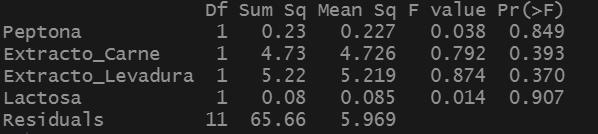 Df Sum Sq Mean Sq F value Pr(>F)
Peptona 1 0.23 0.227 0.038 0.849
Extracto_Carne 1 4.73 4.726 0.792 0.393
Extracto_Levadura 1 5.22 5.219 0.874 0.370
Lactosa 1 0.08 0.085 0.014 0.907
Residuals 11 65.66 5.969